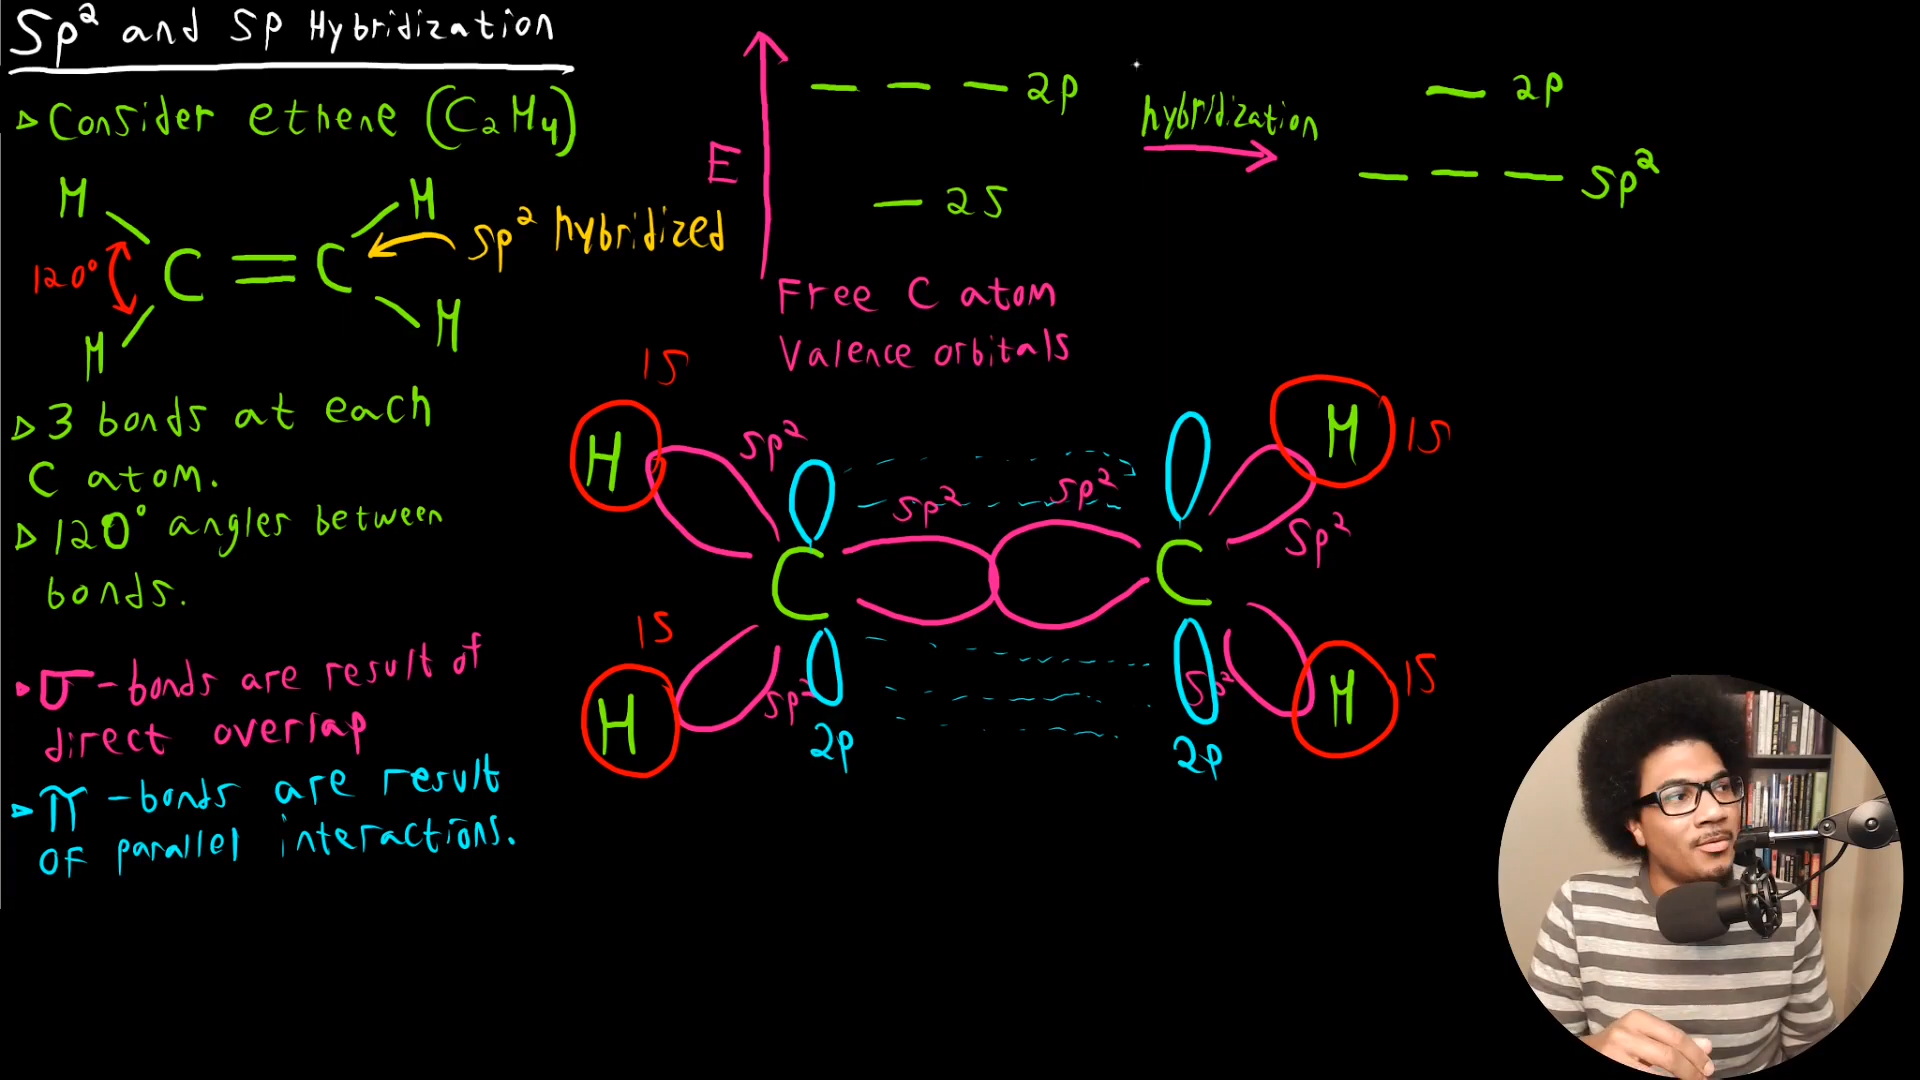 Sp² and Sp Hybridization
▹Consider ethene (C₂H₄)
H
H
120°
C
C
Sp² hybridized
H
H
▹3 bonds at each
C atom.
▹120° angles between
bonds.
▹σ-bonds are result of
direct overlap
▹π-bonds are result
OF parallel interactions.
E
2p
2s
Free C atom
Valence orbitals
hybridization
2p
Sp²
1S
H
Sp²
Sp²
Sp²
H
1S
Sp²
C
C
1S
H
Sp²
2p
Sp²
2p
H
1S